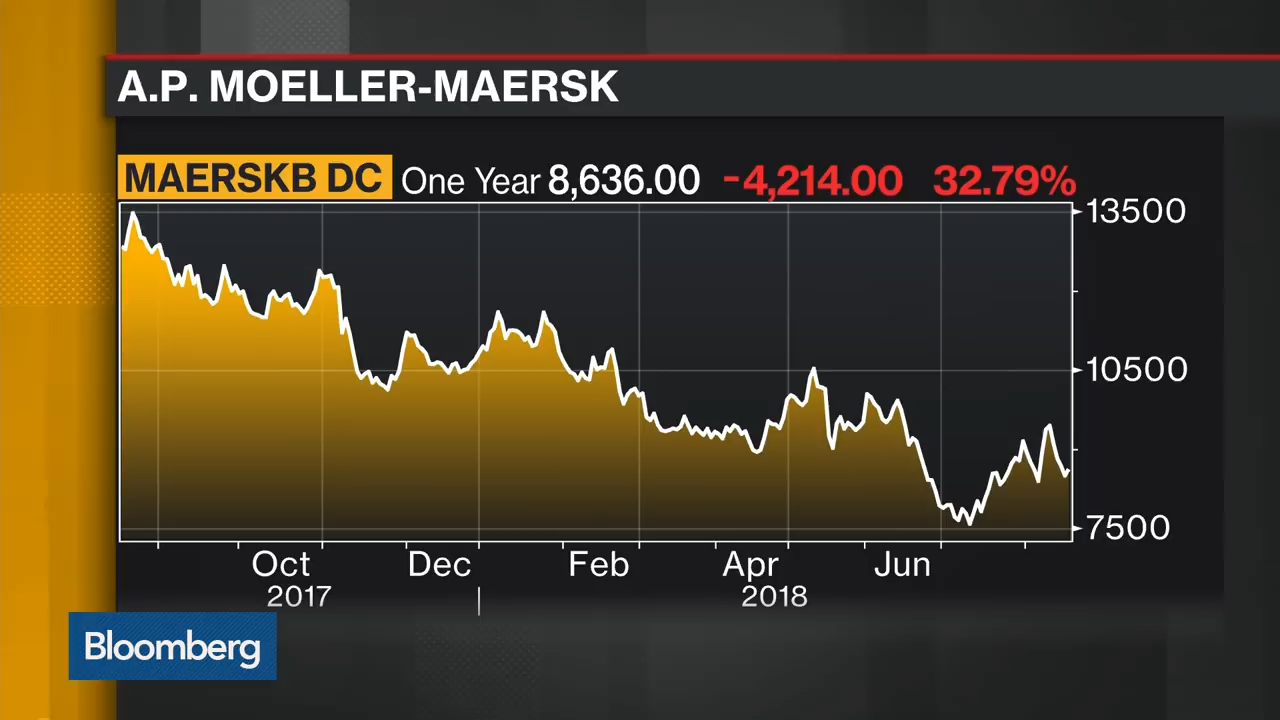 A.P. MOELLER-MAERSK
MAERSKB DC One Year 8,636.00 -4,214.00 32.79%
13500
10500
7500
Oct Dec Feb Apr Jun
2017 2018
Bloomberg